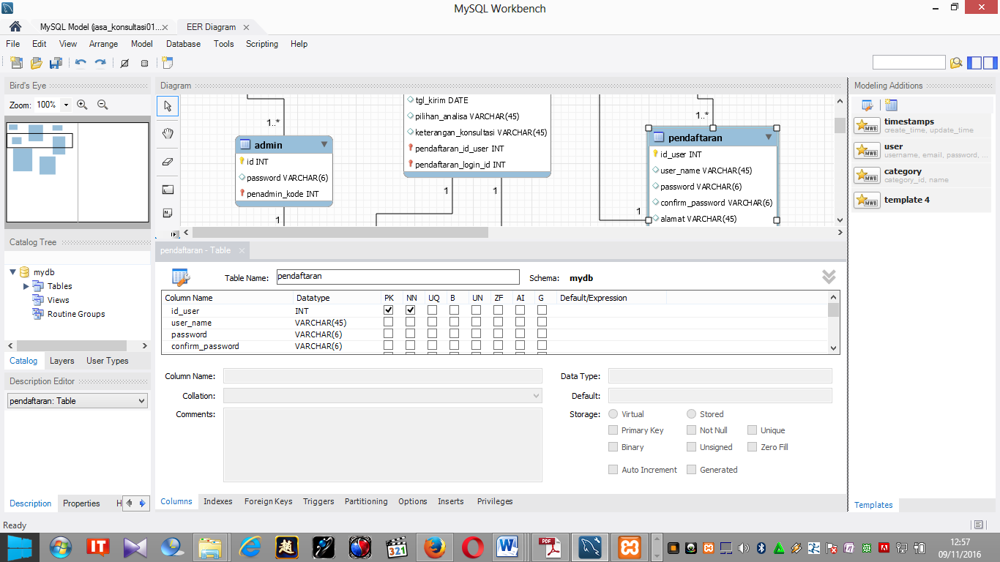 MySQL Workbench
MySQL Model (jasa_konsultasi01... × EER Diagram ×
File Edit View Arrange Model Database Tools Scripting Help
Bird's Eye
Zoom: 100%
Diagram
1..*
admin
id INT
password VARCHAR(6)
penadmin_kode INT
1
tgl_kirim DATE
pilihan_analisa VARCHAR(45)
keterangan_konsultasi VARCHAR(45)
pendaftaran_id_user INT
pendaftaran_login_id INT
1
1
1..*
1
pendaftaran
id_user INT
user_name VARCHAR(45)
password VARCHAR(6)
confirm_password VARCHAR(6)
alamat VARCHAR(45)
Modeling Additions
timestamps
create_time, update_time
user
username, email, password, ...
category
category_id, name
template 4
Templates
Catalog Tree
mydb
Tables
Views
Routine Groups
Catalog Layers User Types
Description Editor
pendaftaran: Table
Description Properties H
pendaftaran - Table ×
Table Name: pendaftaran Schema: mydb
Column Name Datatype PK NN UQ B UN ZF AI G Default/Expression
id_user INT
user_name VARCHAR(45)
password VARCHAR(6)
confirm_password VARCHAR(6)
Column Name: Data Type:
Collation: Default:
Comments: Storage: Virtual Stored
Primary Key Not Null Unique
Binary Unsigned Zero Fill
Auto Increment Generated
Columns Indexes Foreign Keys Triggers Partitioning Options Inserts Privileges
Ready
12:57
09/11/2016